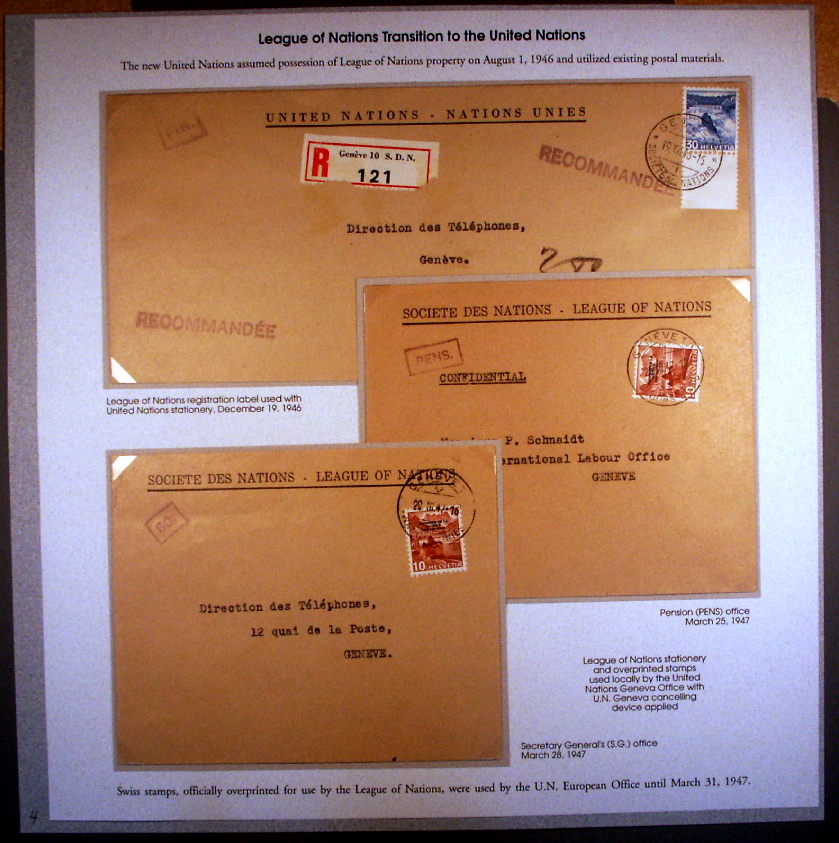 League of Nations Transition to the United Nations
The new United Nations assumed possession of League of Nations property on August 1, 1946 and utilized existing postal materials.
FIN.
UNITED NATIONS - NATIONS UNIES
R
Genève 10 S. D. N.
121
RECOMMANDÉE
30 HELVETIA
Direction des Téléphones,
Genève.
RECOMMANDÉE
League of Nations registration label used with
United Nations stationery. December 19, 1946
SOCIETE DES NATIONS - LEAGUE OF NATIONS
PENS.
CONFIDENTIAL
GENÈVE
10
P. Schnaidt
Labour Office
GENEVE
Pension (PENS) office
March 25, 1947
SOCIETE DES NATIONS - LEAGUE OF NATIONS
10 HELVETIA
Direction des Téléphones,
12 quai de la Poste,
GENEVE.
League of Nations stationery
and overprinted stamps
used locally by the United
Nations Geneva Office with
U.N. Geneva cancelling
device applied
Secretary General's (S.G.) office
March 28, 1947
Swiss stamps, officially overprinted for use by the League of Nations, were used by the U.N. European Office until March 31, 1947.
4